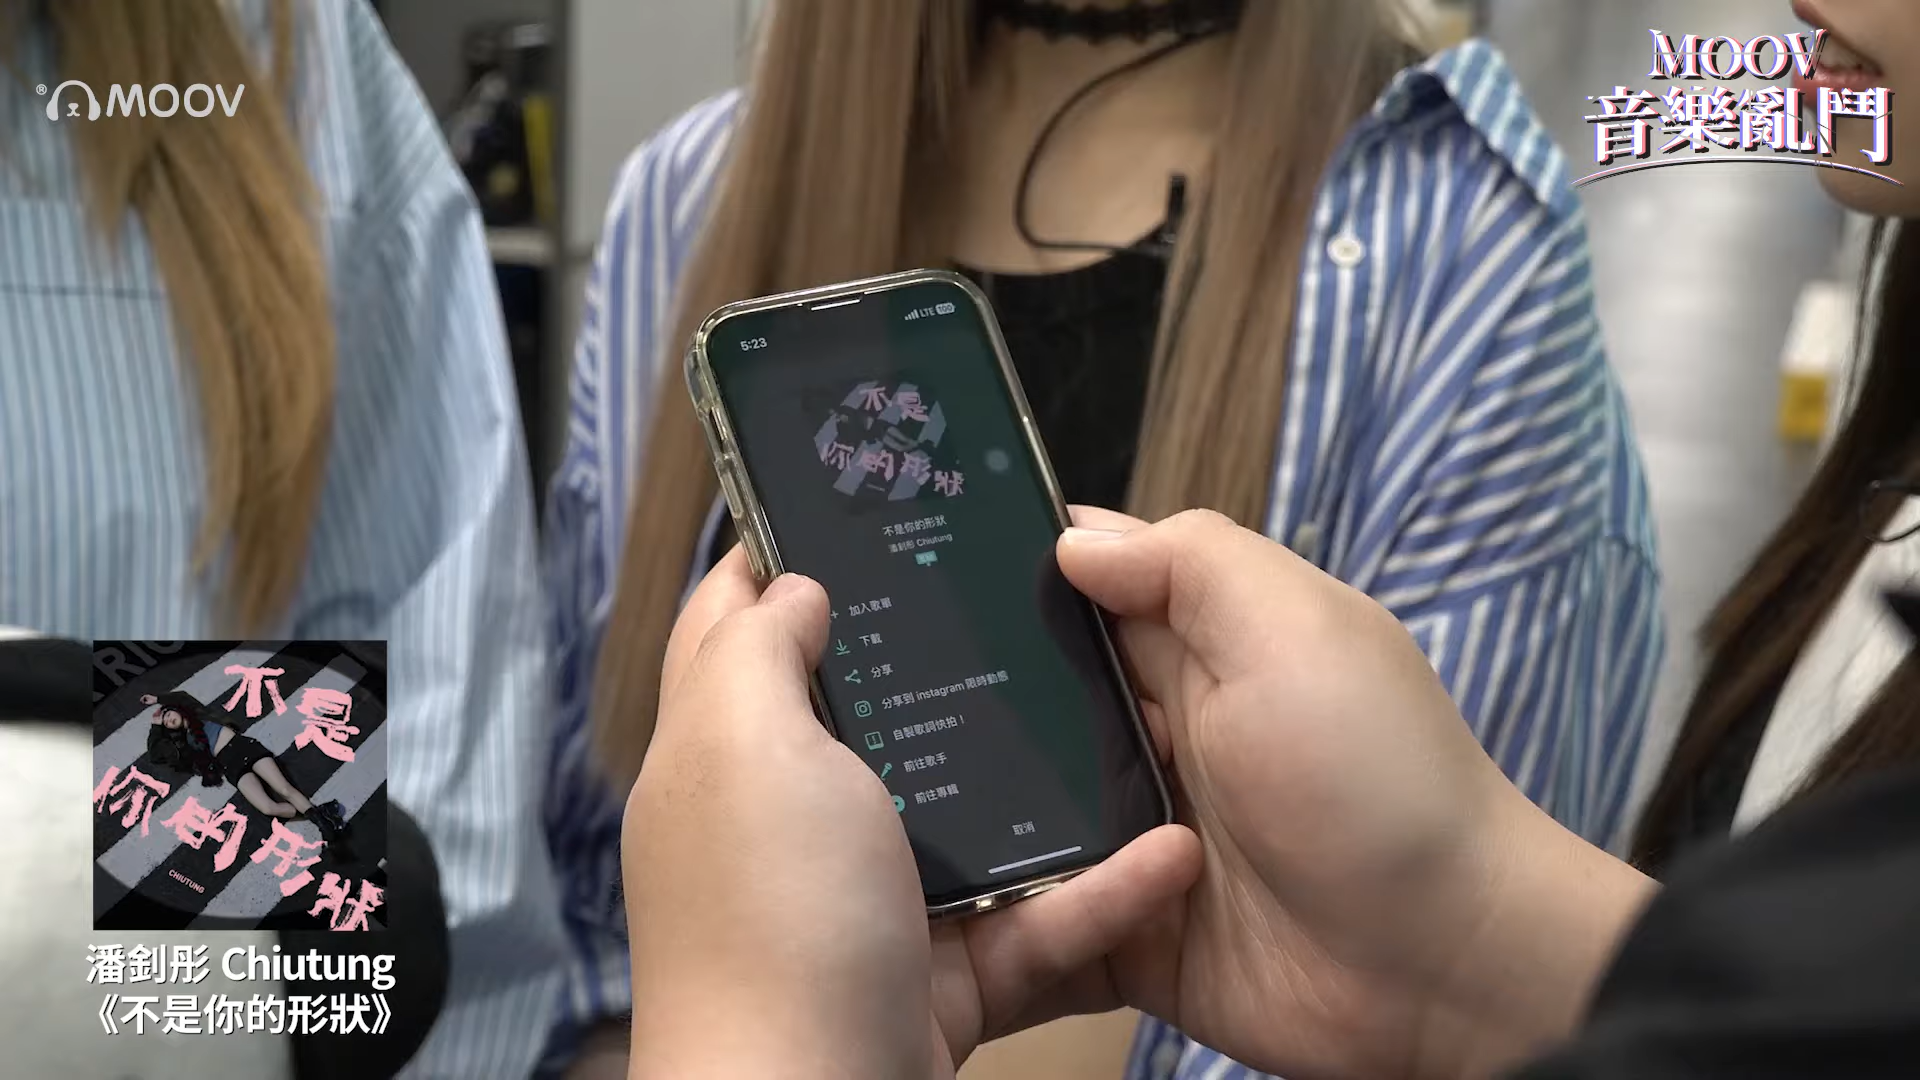 MOOV
MOOV
音樂亂鬥
5:23
LTE 100
不是
你的形狀
不是你的形狀
潘釗彤 Chiutung
加入歌單
下載
分享
分享到 instagram 限時動態
自製歌詞快拍！
前往歌手
前往專輯
取消
不是
你的形狀
CHIUTUNG
潘釗彤 Chiutung
《不是你的形狀》